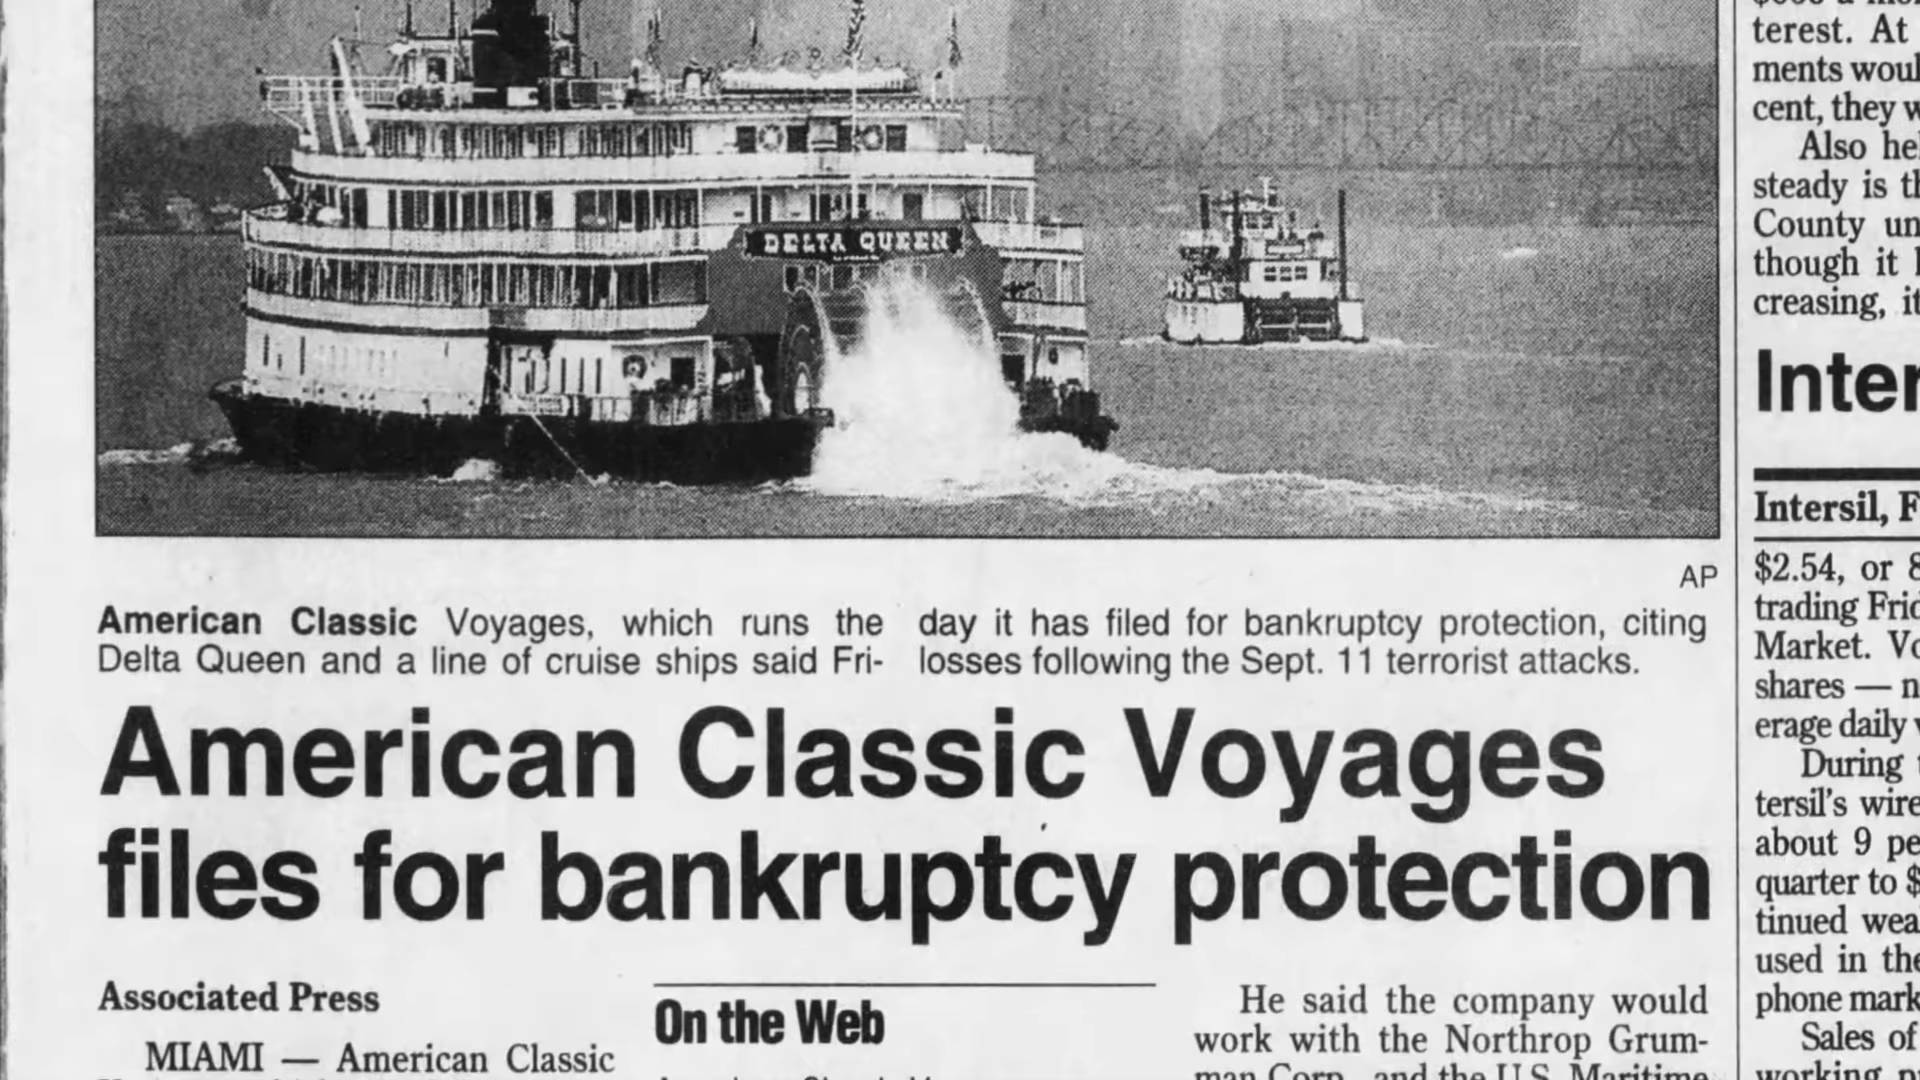 DELTA QUEEN
AP
American Classic Voyages, which runs the
Delta Queen and a line of cruise ships said Fri-
day it has filed for bankruptcy protection, citing
losses following the Sept. 11 terrorist attacks.
American Classic Voyages
files for bankruptcy protection
Associated Press
MIAMI — American Classic
On the Web
He said the company would
work with the Northrop Grum-
man Corp. and the U.S. Maritime
terest. At
ments woul
cent, they w
Also he
steady is th
County un
though it
creasing, it
Inter
Intersil, F
$2.54, or 8
trading Frid
Market. Vo
shares — n
erage daily v
During t
tersil's wire
about 9 pe
quarter to $
tinued wea
used in the
phone mark
Sales of
working p